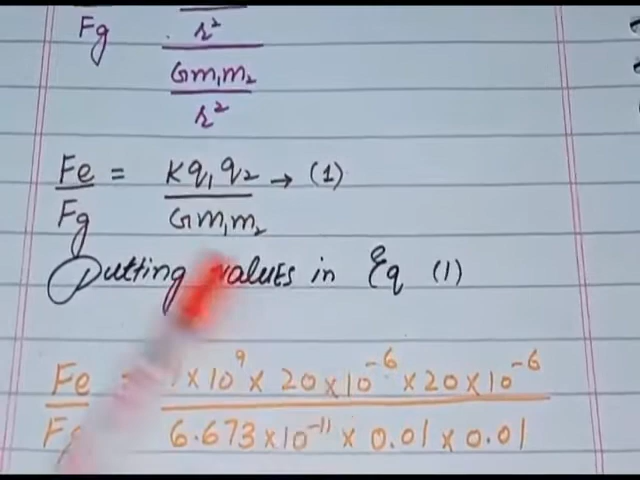 Fg r²
Gm₁m₂
r²
Fe = Kq₁q₂ → (1)
Fg Gm₁m₂
Putting values in Eq (1)
Fe = ×10⁹ × 20×10⁻⁶ × 20×10⁻⁶
6.673×10⁻¹¹ × 0.01 × 0.01